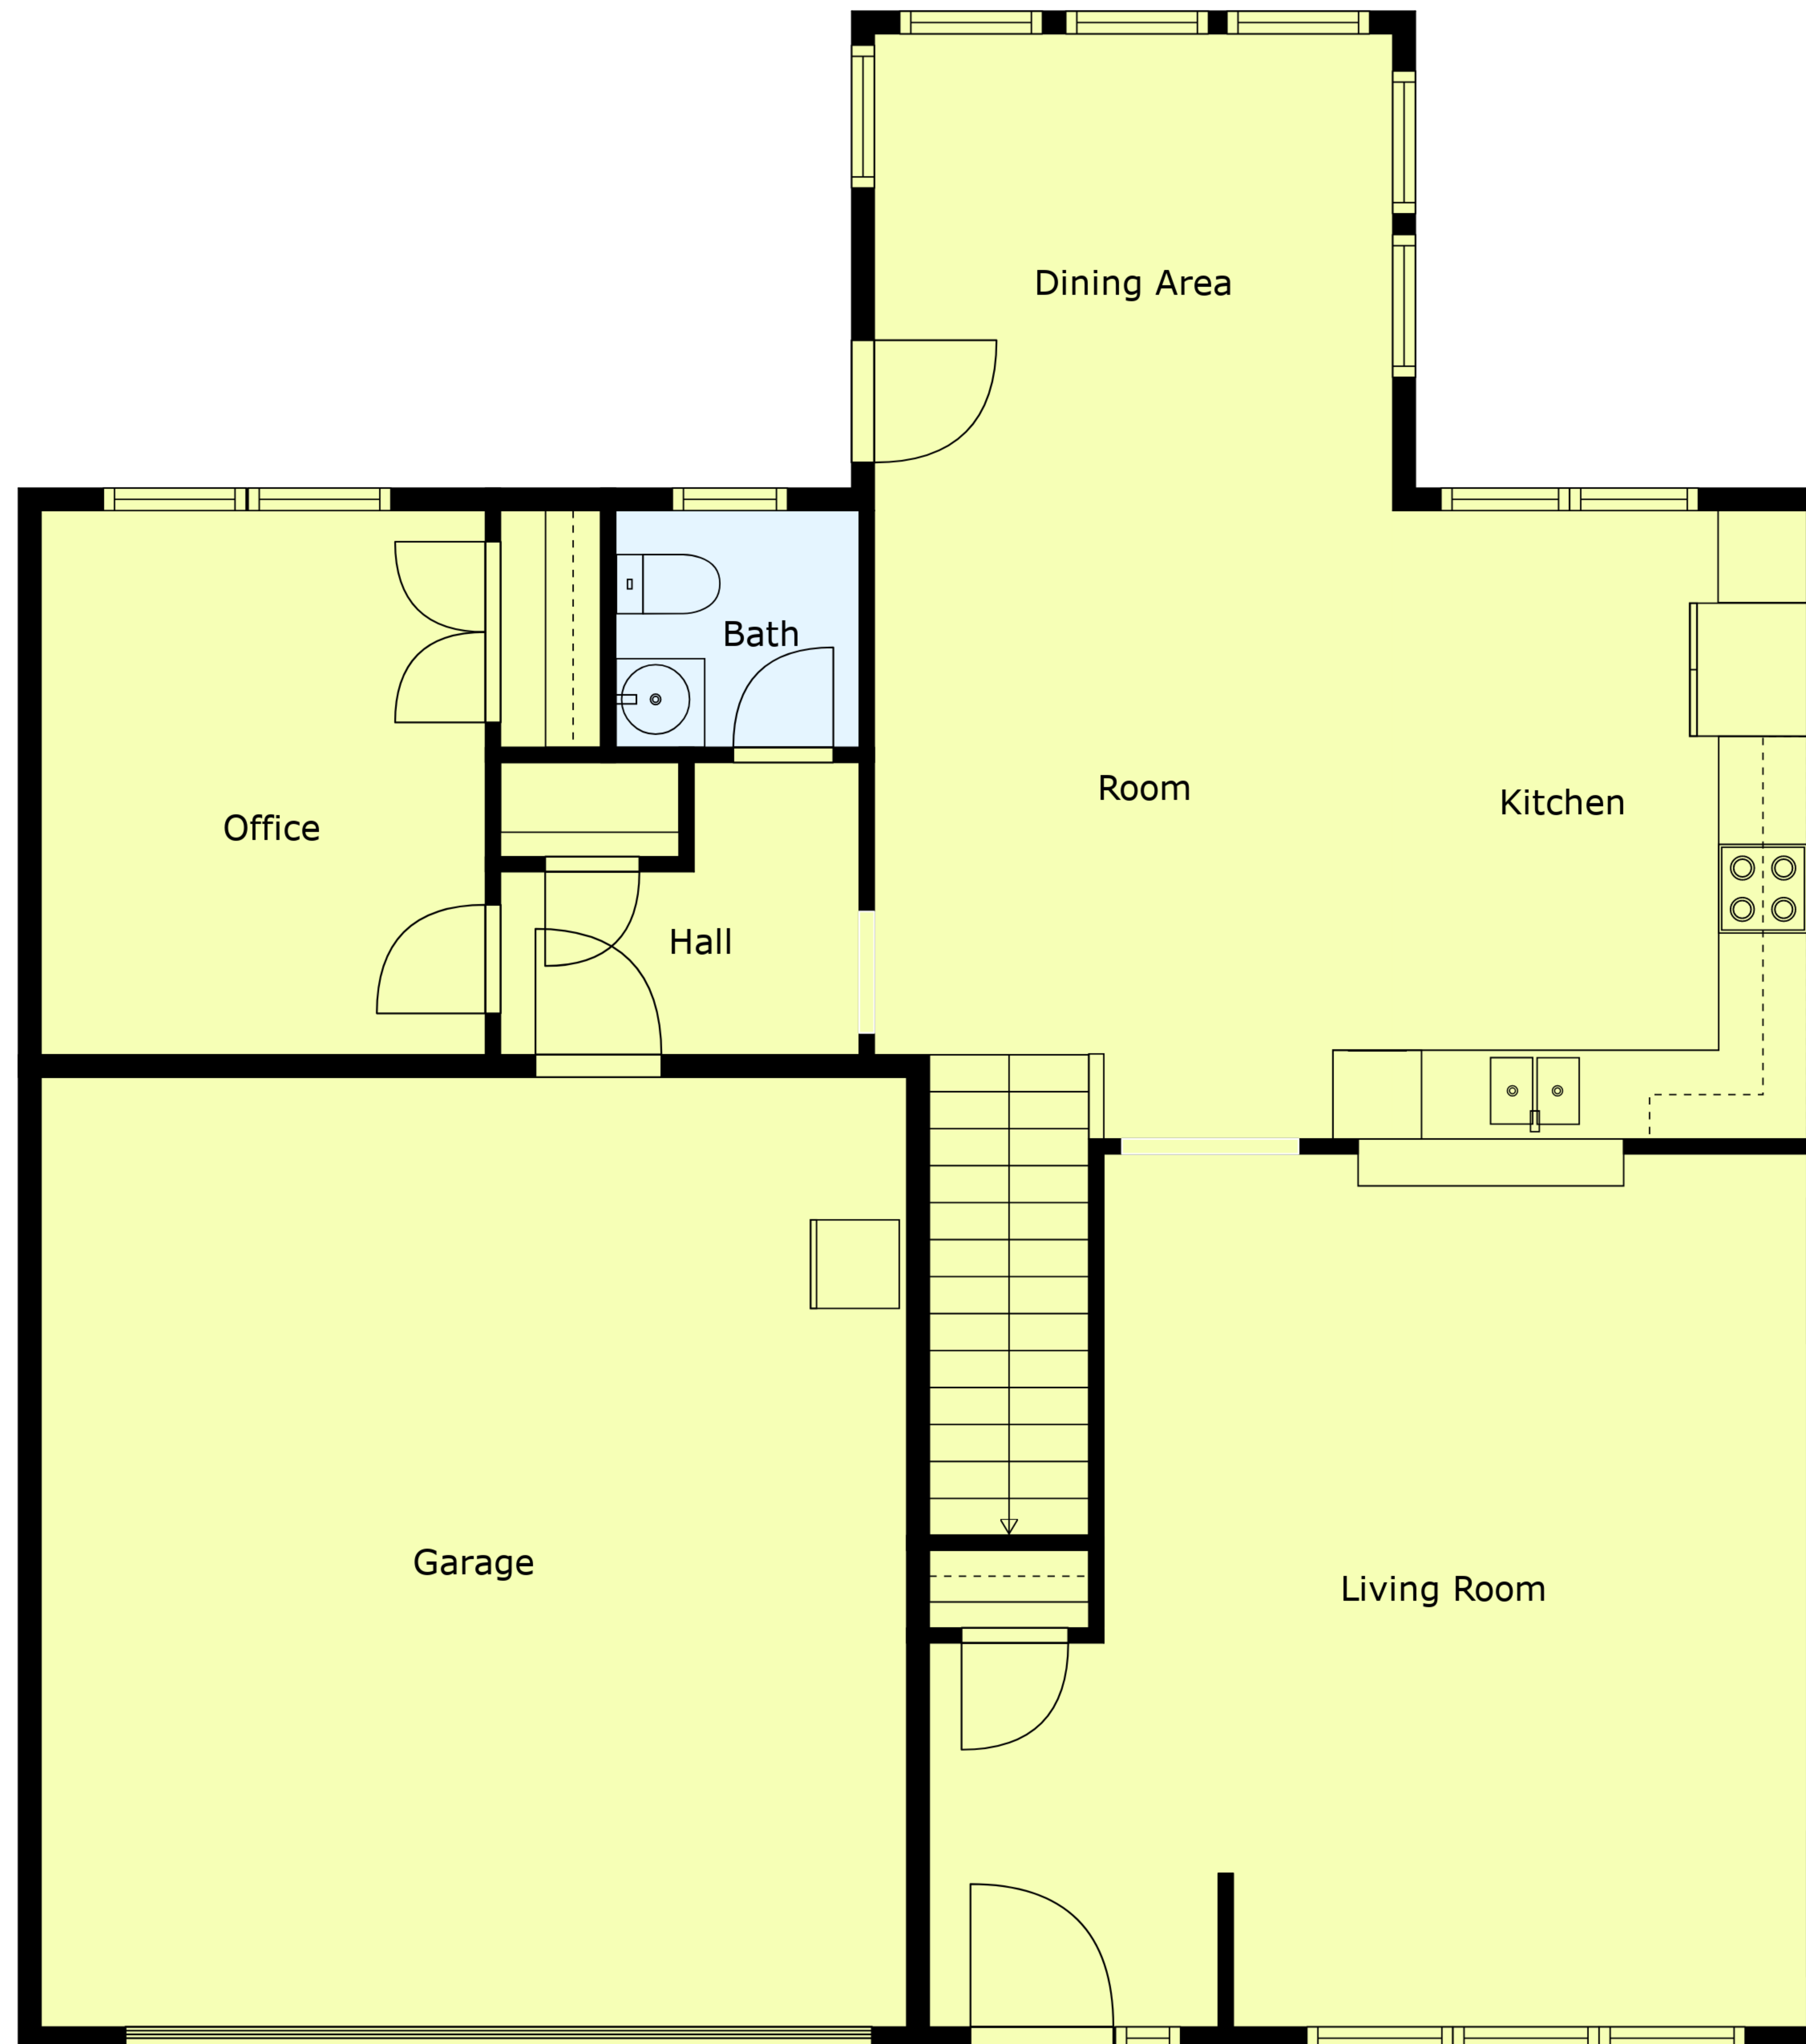 Dining Area
Bath
Room
Kitchen
Office
Hall
Garage
Living Room